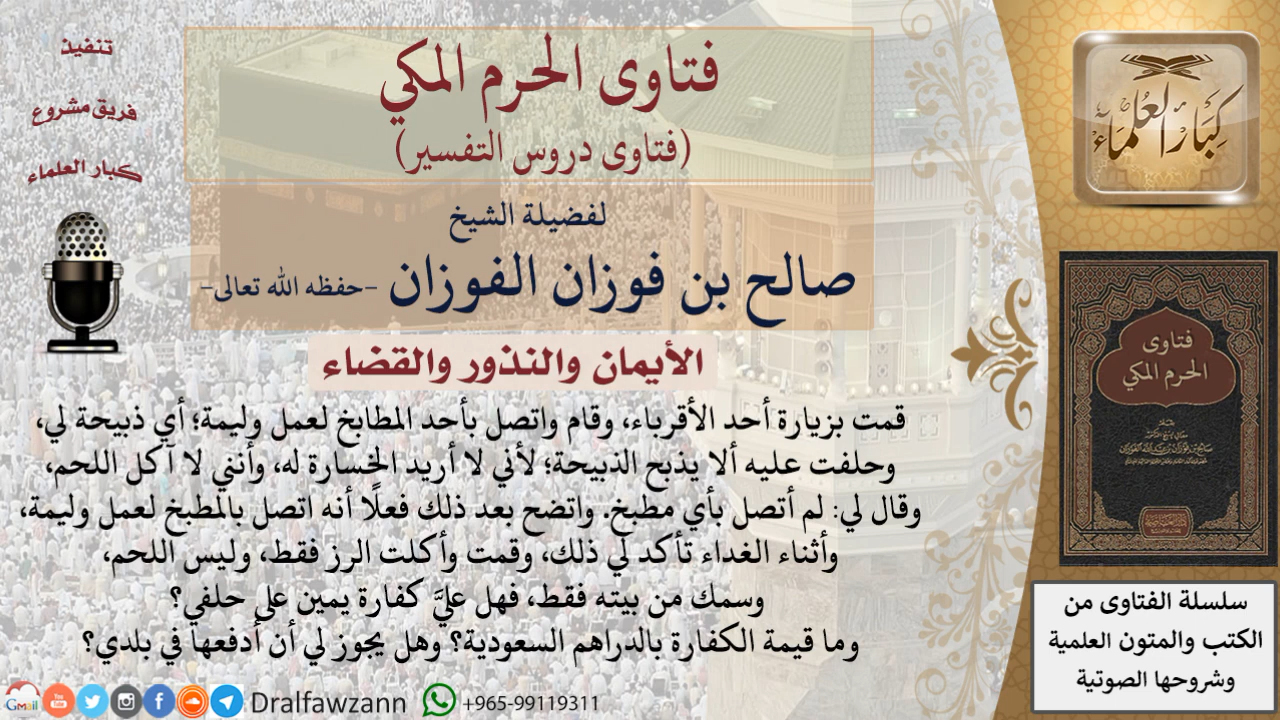 تنفيذ
فريق مشروع
كبار العلماء
فتاوى الحرم المكي
(فتاوى دروس التفسير)
لفضيلة الشيخ
صالح بن فوزان الفوزان -حفظه الله تعالى-
الأيمان والنذور والقضاء
قمت بزيارة أحد الأقرباء، وقام واتصل بأحد المطابخ لعمل وليمة؛ أي ذبيحة لي،
وحلفت عليه ألا يذبح الذبيحة؛ لأني لا أريد الخسارة له، وأنني لا آكل اللحم،
وقال لي: لم أتصل بأي مطبخ. واتضح بعد ذلك فعلًا أنه اتصل بالمطبخ لعمل وليمة،
وأثناء الغداء تأكد لي ذلك، وقمت وأكلت الرز فقط، وليس اللحم،
وسمك من بيته فقط، فهل عليَّ كفارة يمين على حلفي؟
وما قيمة الكفارة بالدراهم السعودية؟ وهل يجوز لي أن أدفعها في بلدي؟
كبار العلماء
فتاوى
الحرم المكي
سلسلة الفتاوى من
الكتب والمتون العلمية
وشروحها الصوتية
Gmail
You Tube
Dralfawzann
+965-99119311